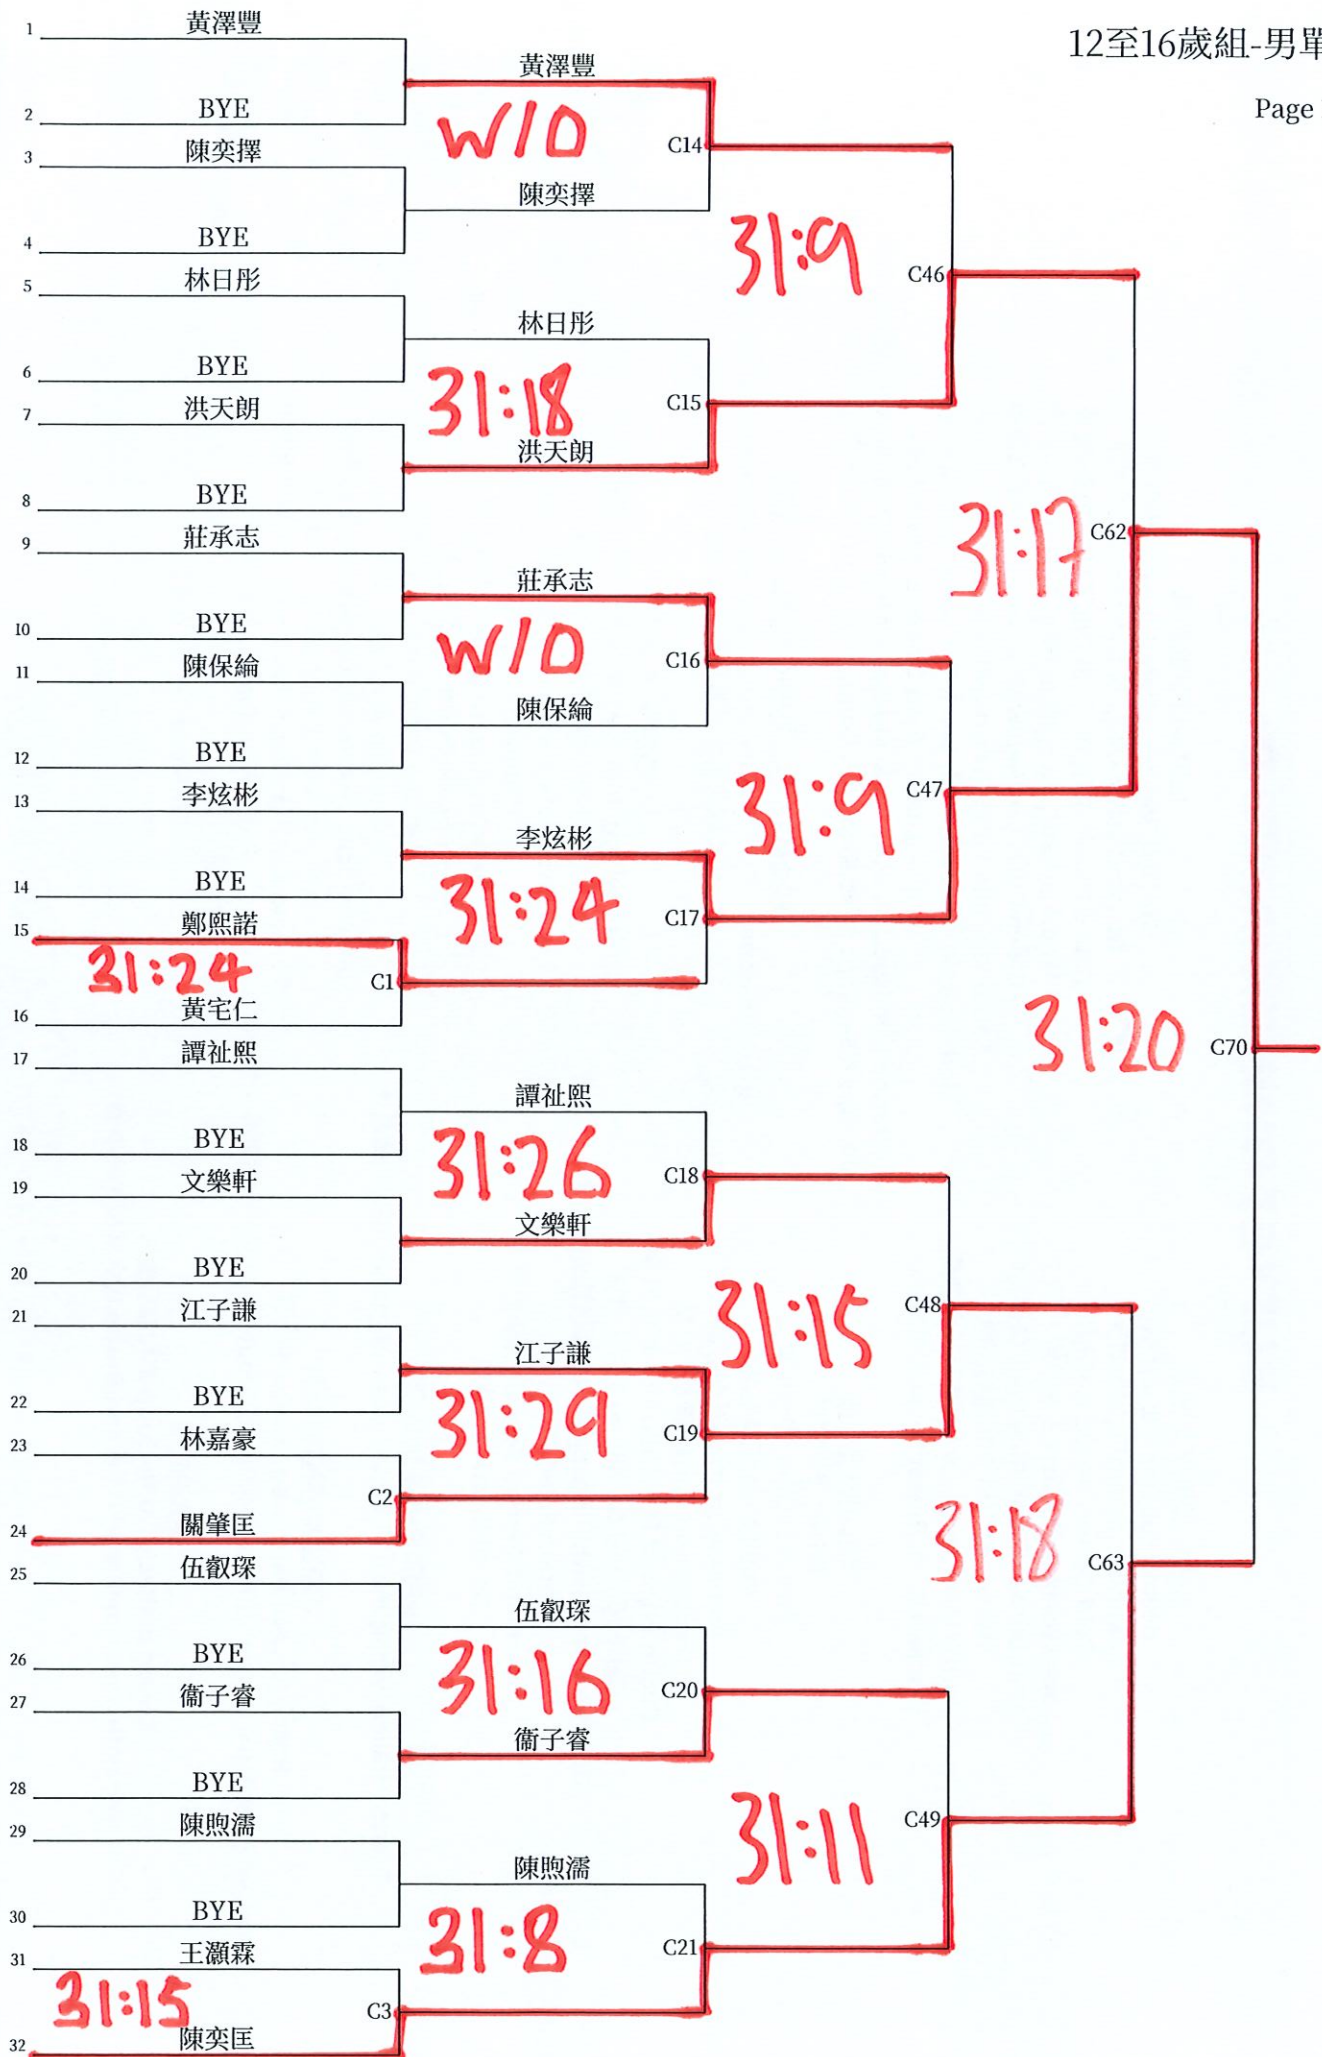 12至16歲組-男單
Page
1 黃澤豐
黃澤豐
2 BYE
W/O
C14
3 陳奕擇
陳奕擇
4 BYE
31:9
C46
5 林日彤
林日彤
6 BYE
31:18
C15
7 洪天朗
洪天朗
8 BYE
31:17
C62
9 莊承志
莊承志
10 BYE
W/O
C16
11 陳保綸
陳保綸
12 BYE
31:9
C47
13 李炫彬
李炫彬
14 BYE
31:24
C17
15 鄭熙諾
31:24
C1
16 黃宅仁
31:20
C70
17 譚祉熙
譚祉熙
18 BYE
31:26
C18
19 文樂軒
文樂軒
20 BYE
31:15
C48
21 江子謙
江子謙
22 BYE
31:29
C19
23 林嘉豪
C2
24 關肇匡
31:18
C63
25 伍叡琛
伍叡琛
26 BYE
31:16
C20
27 衞子睿
衞子睿
28 BYE
31:11
C49
29 陳煦濡
陳煦濡
30 BYE
31:8
C21
31 王灝霖
31:15
C3
32 陳奕匡